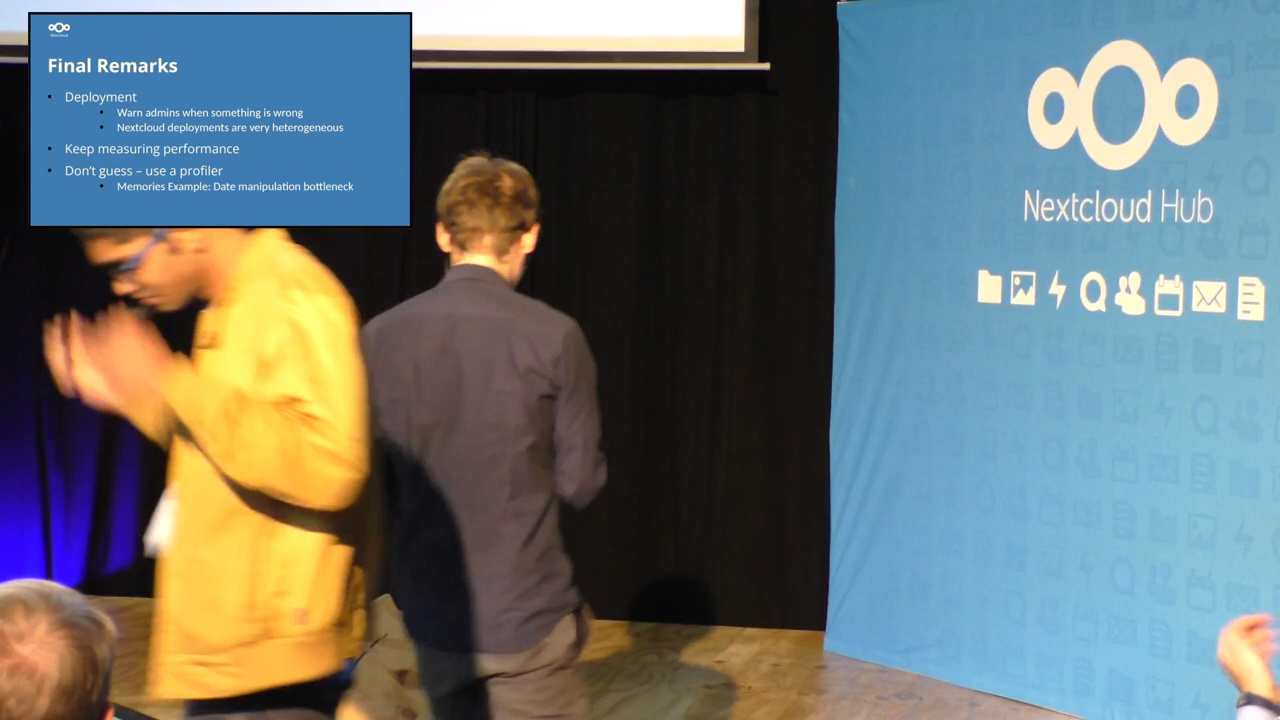 Nextcloud
Final Remarks
• Deployment
• Warn admins when something is wrong
• Nextcloud deployments are very heterogeneous
• Keep measuring performance
• Don't guess – use a profiler
• Memories Example: Date manipulation bottleneck
Nextcloud Hub